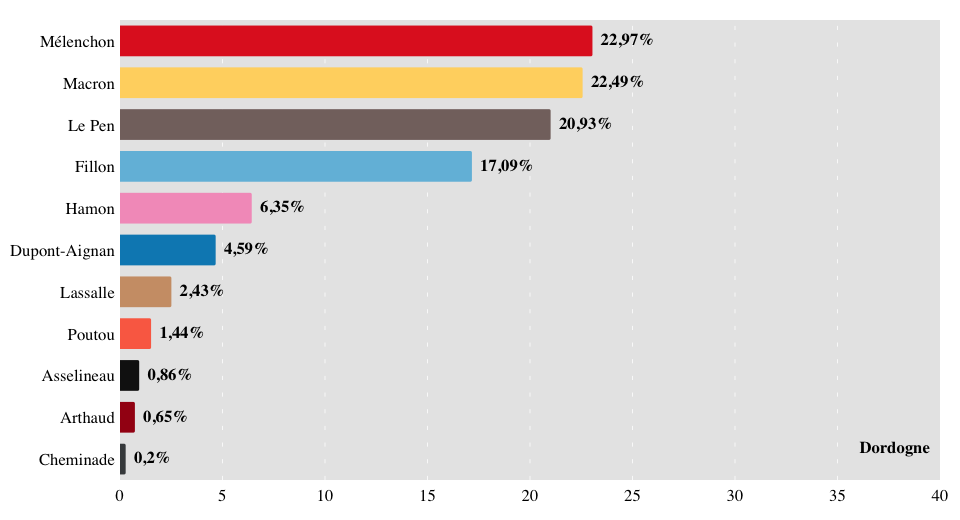 Mélenchon 22,97%
Macron 22,49%
Le Pen 20,93%
Fillon 17,09%
Hamon 6,35%
Dupont-Aignan 4,59%
Lassalle 2,43%
Poutou 1,44%
Asselineau 0,86%
Arthaud 0,65%
Dordogne
Cheminade 0,2%
0 5 10 15 20 25 30 35 40